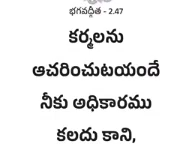 భగవద్గీత - 2.47
కర్మలను
ఆచరించుటయందే
నీకు అధికారము
కలదు కాని,